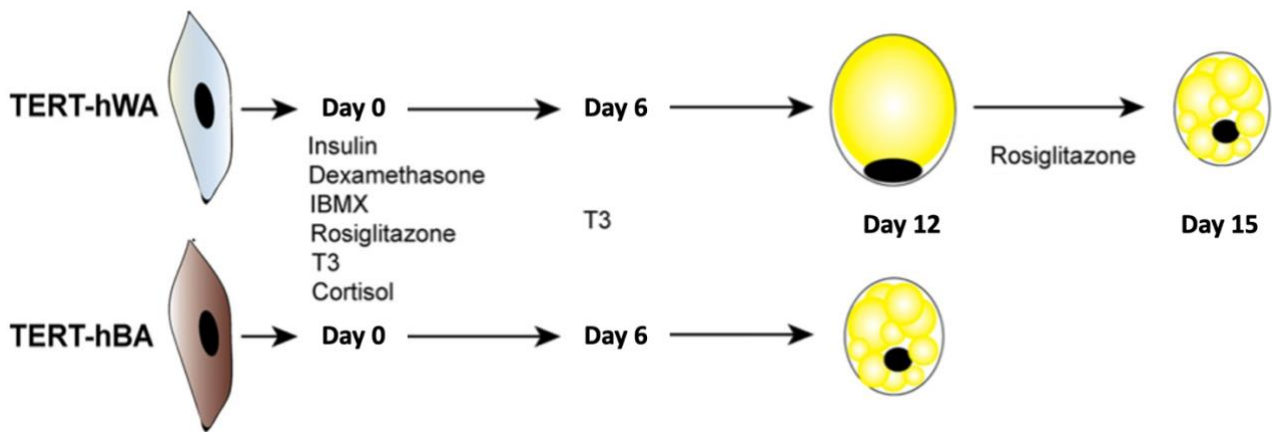 TERT-hWA
Day 0
Day 6
Insulin
Dexamethasone
IBMX
Rosiglitazone
T3
Cortisol
T3
Rosiglitazone
Day 12
Day 15
TERT-hBA
Day 0
Day 6